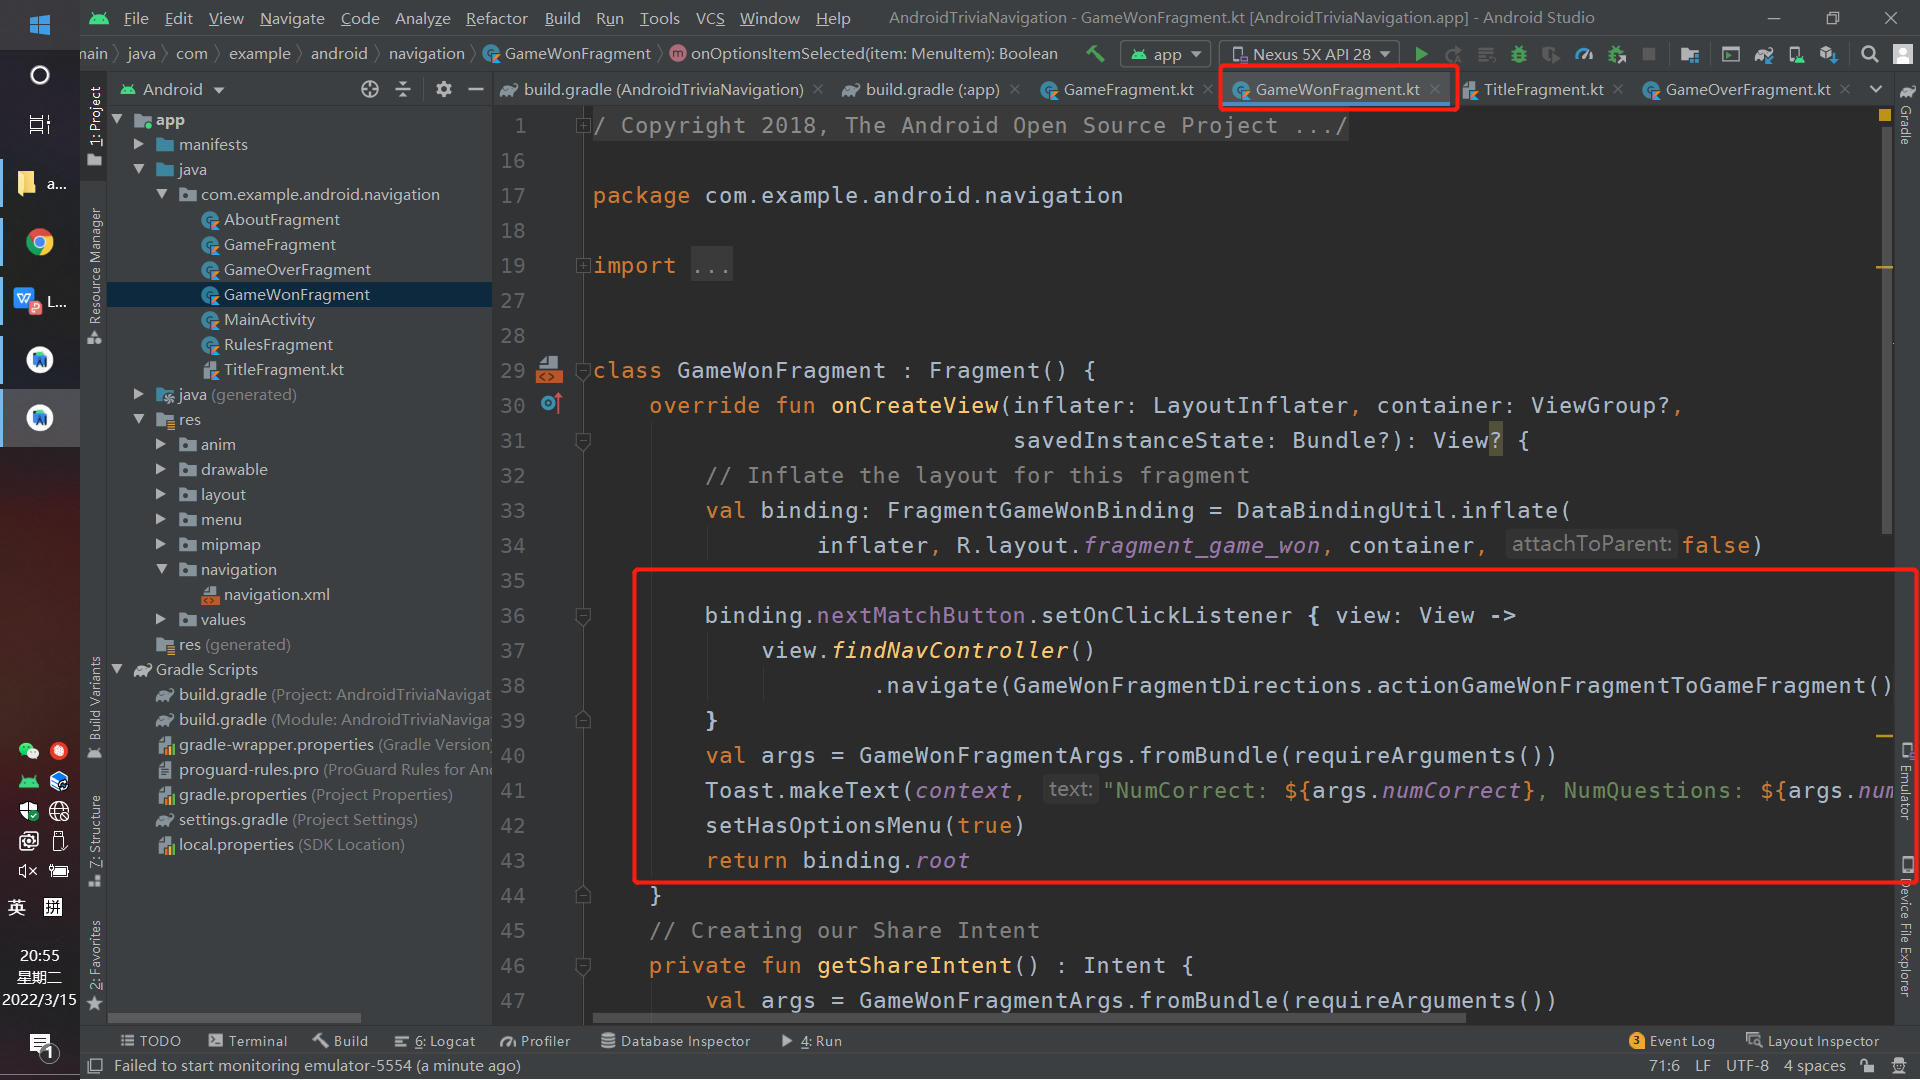 File Edit View Navigate Code Analyze Refactor Build Run Tools VCS Window Help AndroidTriviaNavigation - GameWonFragment.kt [AndroidTriviaNavigation.app] - Android Studio
main java com example android navigation GameWonFragment onOptionsItemSelected(item: MenuItem): Boolean app Nexus 5X API 28
Android build.gradle (AndroidTriviaNavigation) build.gradle (:app) GameFragment.kt GameWonFragment.kt TitleFragment.kt GameOverFragment.kt
1: Project
Resource Manager
Build Variants
7: Structure
2: Favorites
app
manifests
java
com.example.android.navigation
AboutFragment
GameFragment
GameOverFragment
GameWonFragment
MainActivity
RulesFragment
TitleFragment.kt
java (generated)
res
anim
drawable
layout
menu
mipmap
navigation
navigation.xml
values
res (generated)
Gradle Scripts
build.gradle (Project: AndroidTriviaNavigat
build.gradle (Module: AndroidTriviaNaviga
gradle-wrapper.properties (Gradle Version)
proguard-rules.pro (ProGuard Rules for An
gradle.properties (Project Properties)
settings.gradle (Project Settings)
local.properties (SDK Location)
1 / Copyright 2018, The Android Open Source Project .../
16
17 package com.example.android.navigation
18
19 import ...
27
28
29 class GameWonFragment : Fragment() {
30 override fun onCreateView(inflater: LayoutInflater, container: ViewGroup?,
31 savedInstanceState: Bundle?): View? {
32 // Inflate the layout for this fragment
33 val binding: FragmentGameWonBinding = DataBindingUtil.inflate(
34 inflater, R.layout.fragment_game_won, container, attachToParent: false)
35
36 binding.nextMatchButton.setOnClickListener { view: View ->
37 view.findNavController()
38 .navigate(GameWonFragmentDirections.actionGameWonFragmentToGameFragment()
39 }
40 val args = GameWonFragmentArgs.fromBundle(requireArguments())
41 Toast.makeText(context, text: "NumCorrect: ${args.numCorrect}, NumQuestions: ${args.num
42 setHasOptionsMenu(true)
43 return binding.root
44 }
45 // Creating our Share Intent
46 private fun getShareIntent() : Intent {
47 val args = GameWonFragmentArgs.fromBundle(requireArguments())
Gradle
Emulator
Device File Explorer
a...
L...
英 拼
20:55
星期二
2022/3/15
1
TODO Terminal Build 6: Logcat Profiler Database Inspector 4: Run 3 Event Log Layout Inspector
Failed to start monitoring emulator-5554 (a minute ago) 71:6 LF UTF-8 4 spaces